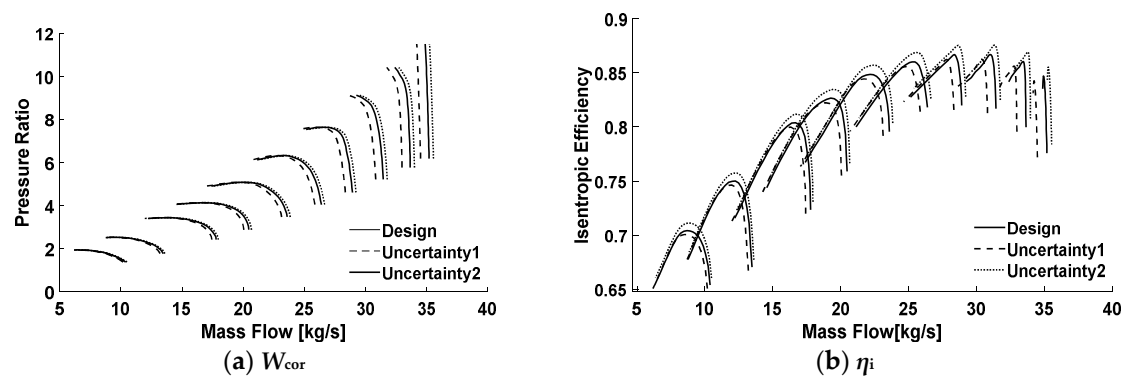 Pressure Ratio
14
12
10
8
6
4
2
0
5 10 15 20 25 30 35 40
Mass Flow [kg/s]
Design
Uncertainty1
Uncertainty2
(a) Wcor
Isentropic Efficiency
0.9
0.85
0.8
0.75
0.7
0.65
5 10 15 20 25 30 35 40
Mass Flow[kg/s]
Design
Uncertainty1
Uncertainty2
(b) ηi